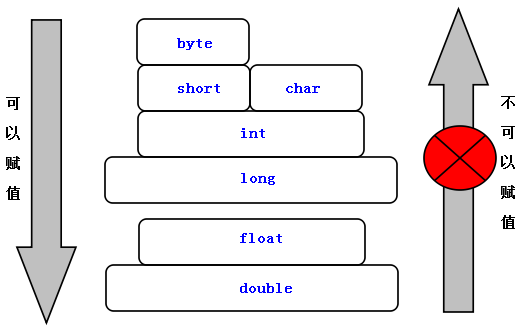 可以赋值
byte
short char
int
long
float
double
不可以赋值